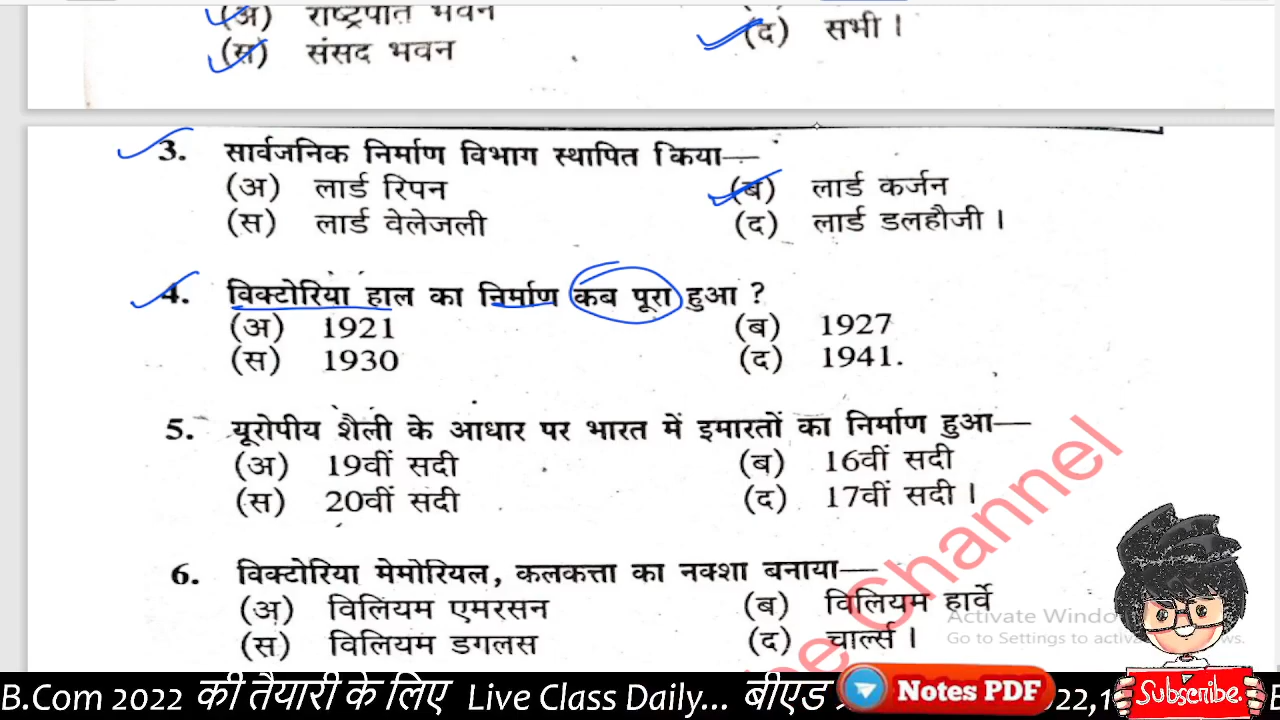 (अ) राष्ट्रपति भवन
(द) सभी ।
(स) संसद भवन
3. सार्वजनिक निर्माण विभाग स्थापित किया—
(अ) लार्ड रिपन (ब) लार्ड कर्जन
(स) लार्ड वेलेजली (द) लार्ड डलहौजी ।
4. विक्टोरिया हाल का निर्माण कब पूरा हुआ ?
(अ) 1921 (ब) 1927
(स) 1930 (द) 1941.
5. यूरोपीय शैली के आधार पर भारत में इमारतों का निर्माण हुआ—
(अ) 19वीं सदी (ब) 16वीं सदी
(स) 20वीं सदी (द) 17वीं सदी ।
6. विक्टोरिया मेमोरियल, कलकत्ता का नक्शा बनाया—
(अ) विलियम एमरसन (ब) विलियम हार्वे
(स) विलियम डगलस (द) चार्ल्स ।
Channel
Activate Windo
Go to Settings to activ
B.Com 2022 की तैयारी के लिए Live Class Daily... बीएड
Notes PDF
Subscribe.